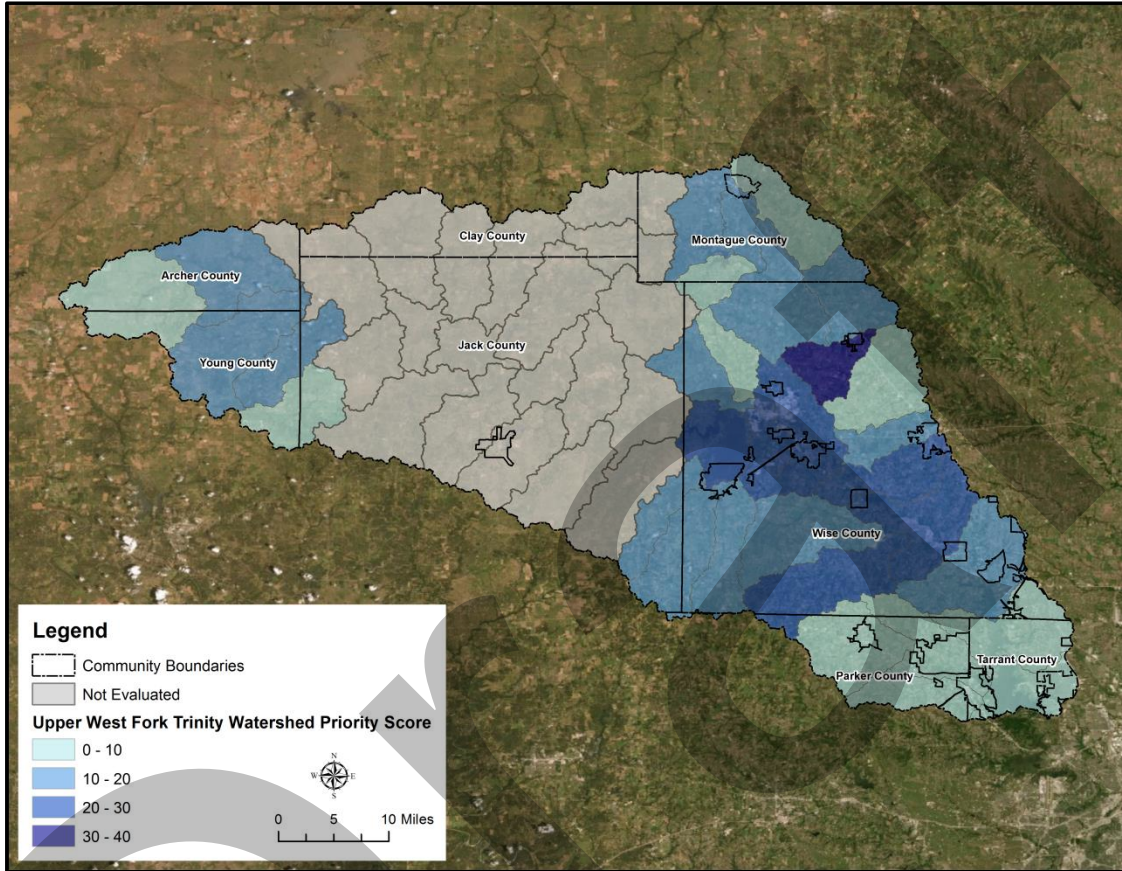 Clay County
Montague County
Archer County
Jack County
Young County
Wise County
Tarrant County
Parker County
Legend
Community Boundaries
Not Evaluated
Upper West Fork Trinity Watershed Priority Score
0 - 10
10 - 20
20 - 30
30 - 40
N
W E
S
0 5 10 Miles